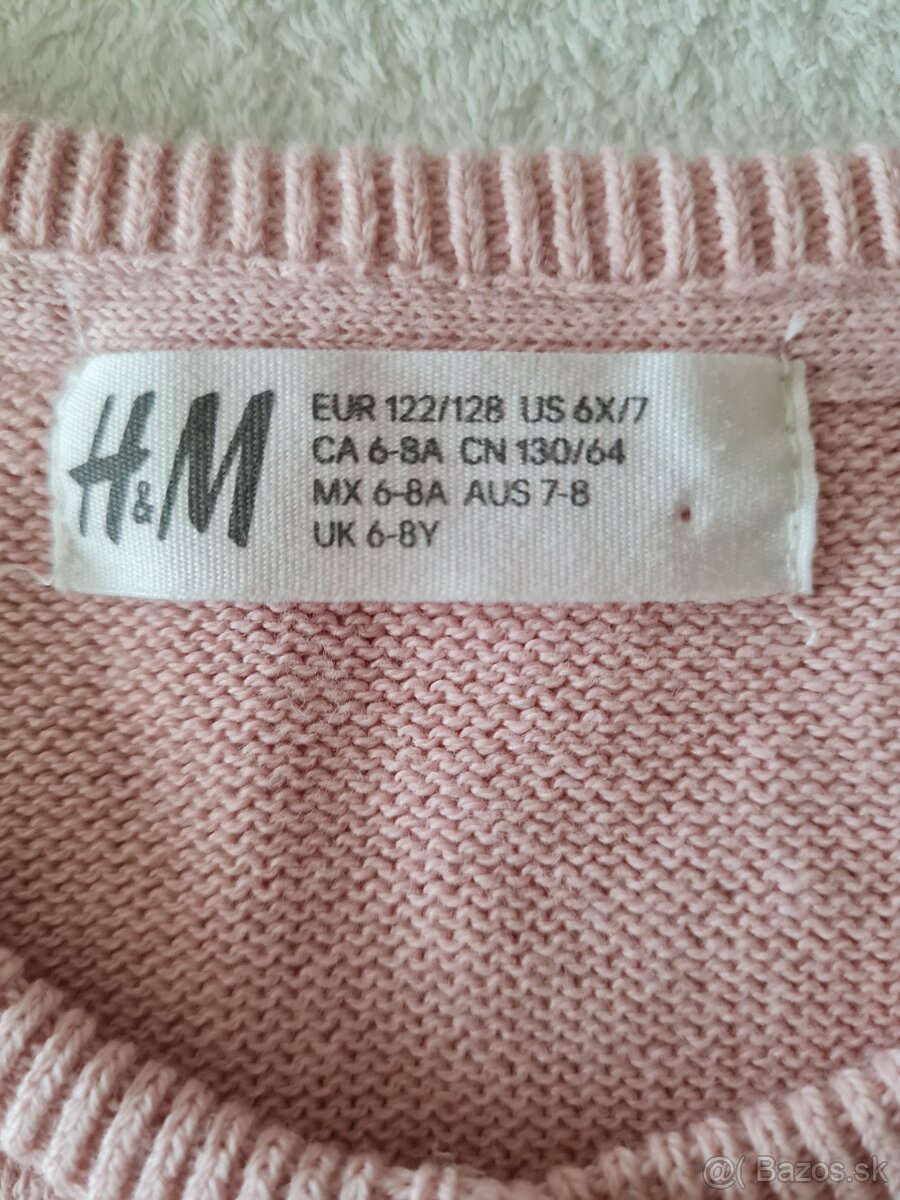 H&M
EUR 122/128 US 6X/7
CA 6-8A CN 130/64
MX 6-8A AUS 7-8
UK 6-8Y
@( Bazos.sk